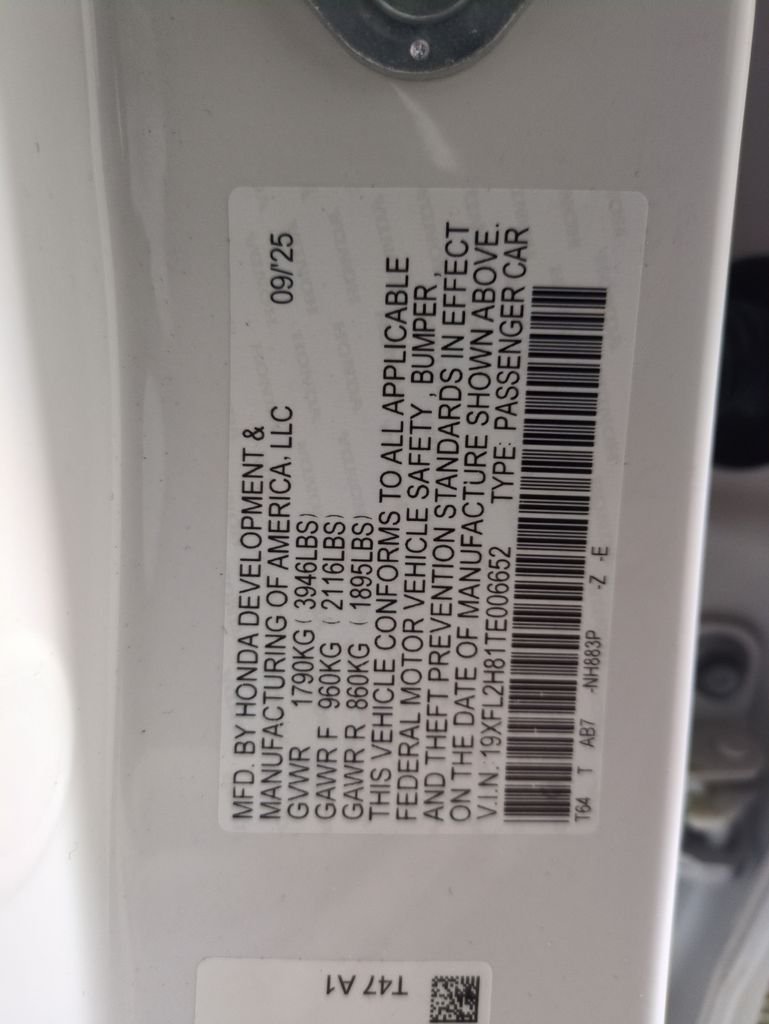 MFD. BY HONDA DEVELOPMENT &
MANUFACTURING OF AMERICA, LLC 09/'25
GVWR 1790KG ( 3946LBS)
GAWR F 960KG ( 2116LBS)
GAWR R 860KG ( 1895LBS)
THIS VEHICLE CONFORMS TO ALL APPLICABLE
FEDERAL MOTOR VEHICLE SAFETY, BUMPER,
AND THEFT PREVENTION STANDARDS IN EFFECT
ON THE DATE OF MANUFACTURE SHOWN ABOVE.
V.I.N.: 19XFL2H81TE006652 TYPE: PASSENGER CAR
T64 T AB7 -NH883P -Z -E
T47 A1